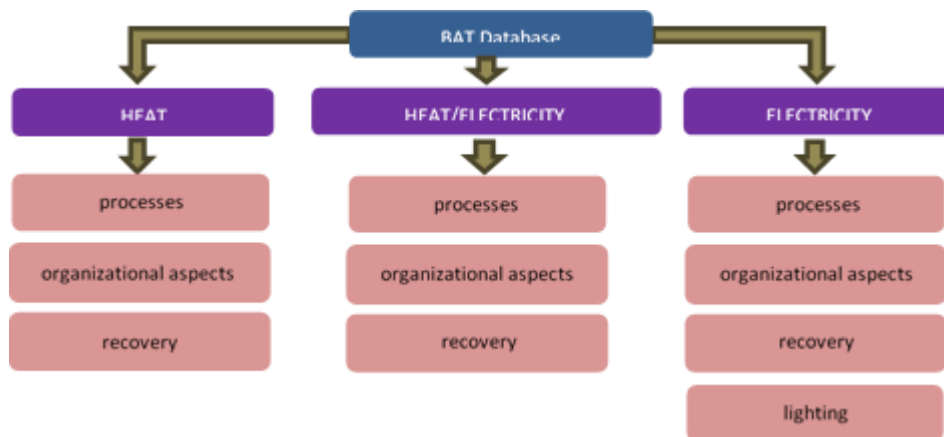 BAT Database
HEAT
HEAT/ELECTRICITY
ELECTRICITY
processes
processes
processes
organizational aspects
organizational aspects
organizational aspects
recovery
recovery
recovery
lighting